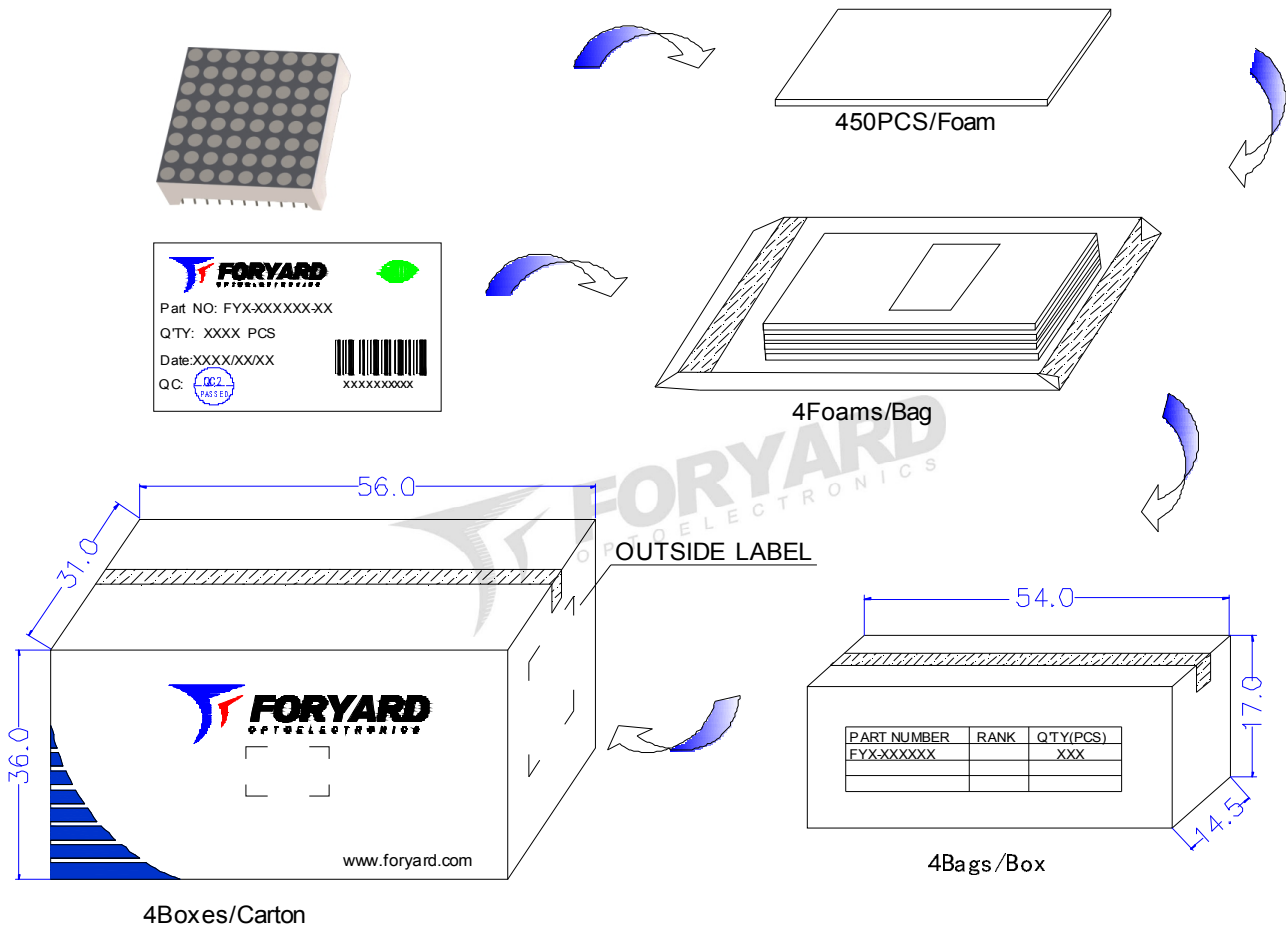 450PCS/Foam
FORYARD
OPTOELECTRONICS
Part NO: FYX-XXXXXX-XX
Q'TY: XXXX PCS
Date:XXXX/XX/XX
QC: QC2 PASSED
XXXXXXXXXX
4Foams/Bag
FORYARD
OPTOELECTRONICS
56.0
31.0
36.0
OUTSIDE LABEL
FORYARD
OPTOELECTRONICS
www.foryard.com
4Boxes/Carton
54.0
17.0
14.5
PART NUMBER RANK Q'TY(PCS)
FYX-XXXXXX XXX
4Bags/Box